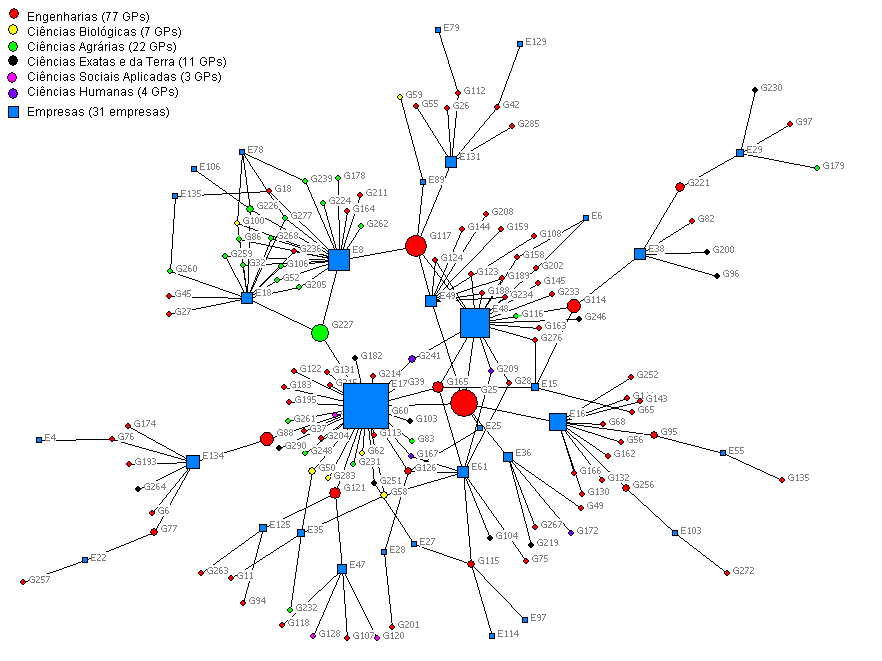 Engenharias (77 GPs)
Ciências Biológicas (7 GPs)
Ciências Agrárias (22 GPs)
Ciências Exatas e da Terra (11 GPs)
Ciências Sociais Aplicadas (3 GPs)
Ciências Humanas (4 GPs)
Empresas (31 empresas)
E79
E129
G59
G55
G112
G26
G42
G285
E131
E89
G230
G97
E29
G179
G221
G82
E38
G200
G96
E78
E106
E135
G18
G239
G178
G211
G224
G164
G226
G277
G262
G100
G86
G268
G236
G259
G32
G106
E8
G260
G52
G205
G45
E18
G27
G227
G117
G208
G144
G159
E6
G108
G124
G158
G202
G123
G189
G145
G188
G234
G233
E49
E48
G114
G116
G246
G163
G276
G182
G241
G209
G122
G131
G214
G39
G165
G28
E15
G183
E17
G25
G252
G195
G60
G143
G65
G261
G103
E16
G68
G37
G204
G113
G83
E25
G56
G95
G88
G290
G248
G62
G167
E36
G162
E55
G231
G126
E61
G166
G132
G135
G50
G283
G251
G58
G130
G256
G121
G49
G174
E4
G76
G193
E134
G264
G6
G77
E22
G257
E125
E35
E28
E27
G104
G267
G219
G172
G75
E103
G272
G263
G11
E47
G115
G94
G232
G118
G128
G107
G120
G201
E97
E114